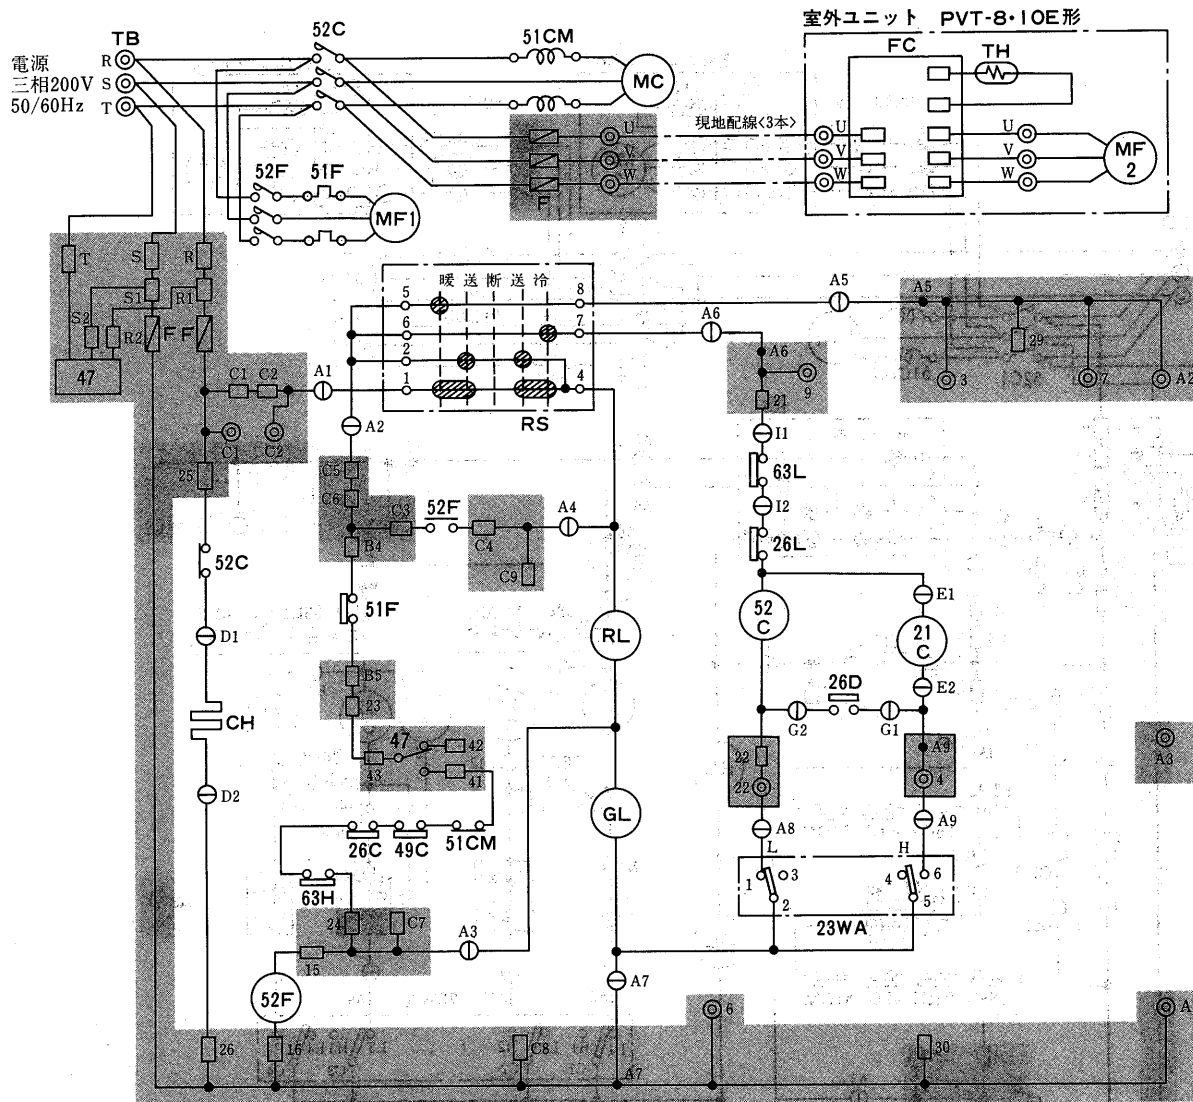 室外ユニット PVT-8・10E形
TB
電源
三相200V
50/60Hz
R
S
T
52C
51CM
MC
FC
TH
現地配線<3本>
U
V
W
F
U
V
W
U
V
W
MF
2
52F
51F
MF1
T
S
R
S1
R1
S2
R2
F
F
47
暖 送 断 送 冷
5
6
2
1
8
7
4
RS
A5
A5
A6
A6
9
21
29
3
7
A2
C1
C2
A1
C1
C2
25
A2
I1
63L
I2
26L
C5
C6
C3
52F
C4
A4
B4
C9
52C
51F
D1
52
C
E1
21
C
E2
RL
26D
G2
G1
B5
23
CH
47
42
43
41
22
22
A9
4
A3
D2
GL
A8
A9
26C
49C
51CM
L
H
1
3
2
4
6
5
63H
23WA
24
C7
A3
15
52F
A7
6
A
26
16
C8
30
A7